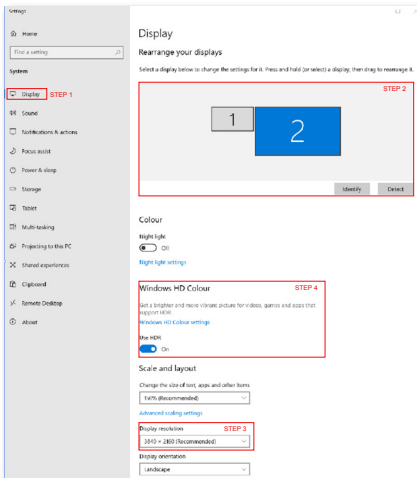 Settings
Home
Find a setting
System
Display STEP 1
Sound
Notifications & actions
Focus assist
Power & sleep
Storage
Tablet
Multi-tasking
Projecting to this PC
Shared experiences
Clipboard
Remote Desktop
About
Display
Rearrange your displays
Select a display below to change the settings for it. Press and hold (or select) a display, then drag to rearrange it.
STEP 2
1
2
Identify Detect
Colour
Night light
Off
Night light settings
Windows HD Colour STEP 4
Get a brighter and more vibrant picture for videos, games and apps that
support HDR.
Windows HD Colour settings
Use HDR
On
Scale and layout
Change the size of text, apps and other items
(Recommended)
Advanced scaling settings
Display resolution STEP 3
3840 × 2160 (Recommended)
Display orientation
Landscape